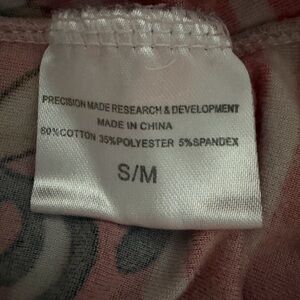 PRECISION MADE RESEARCH & DEVELOPMENT
MADE IN CHINA
60%COTTON 35%POLYESTER 5%SPANDEX
S/M